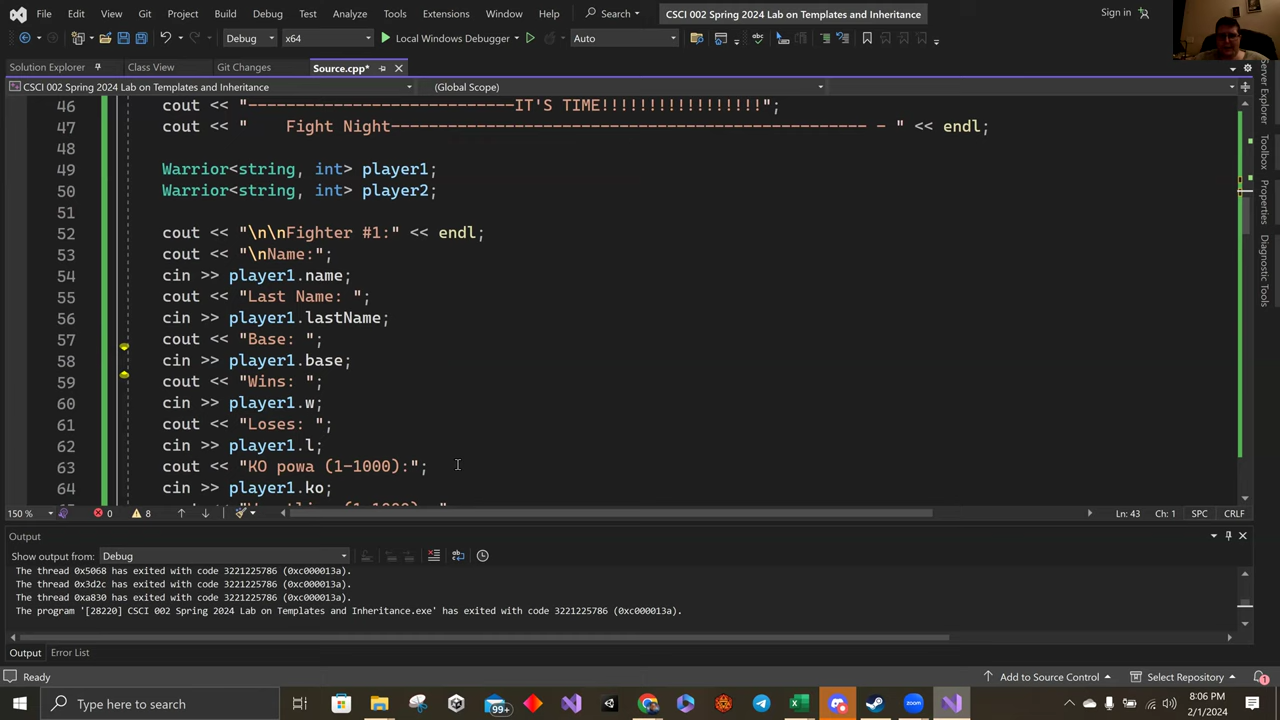 File Edit View Git Project Build Debug Test Analyze Tools Extensions Window Help Search CSCI 002 Spring 2024 Lab on Templates and Inheritance Sign in
Debug x64 Local Windows Debugger Auto
Solution Explorer Class View Git Changes Source.cpp*
CSCI 002 Spring 2024 Lab on Templates and Inheritance (Global Scope)
46 cout << "----------------------------IT'S TIME!!!!!!!!!!!!!!!!!";
47 cout << "    Fight Night-------------------------------------------------- - " << endl;
48
49 Warrior<string, int> player1;
50 Warrior<string, int> player2;
51
52 cout << "\n\nFighter #1:" << endl;
53 cout << "\nName:";
54 cin >> player1.name;
55 cout << "Last Name: ";
56 cin >> player1.lastName;
57 cout << "Base: ";
58 cin >> player1.base;
59 cout << "Wins: ";
60 cin >> player1.w;
61 cout << "Loses: ";
62 cin >> player1.l;
63 cout << "KO powa (1-1000):";
64 cin >> player1.ko;
150 % 0 8 Ln: 43 Ch: 1 SPC CRLF
Output
Show output from: Debug
The thread 0x5068 has exited with code 3221225786 (0xc000013a).
The thread 0x3d2c has exited with code 3221225786 (0xc000013a).
The thread 0xa830 has exited with code 3221225786 (0xc000013a).
The program '[28220] CSCI 002 Spring 2024 Lab on Templates and Inheritance.exe' has exited with code 3221225786 (0xc000013a).
Output Error List
Ready Add to Source Control Select Repository 1
Type here to search 99+ 8:06 PM
2/1/2024
Server Explorer
Toolbox
Properties
Diagnostic Tools